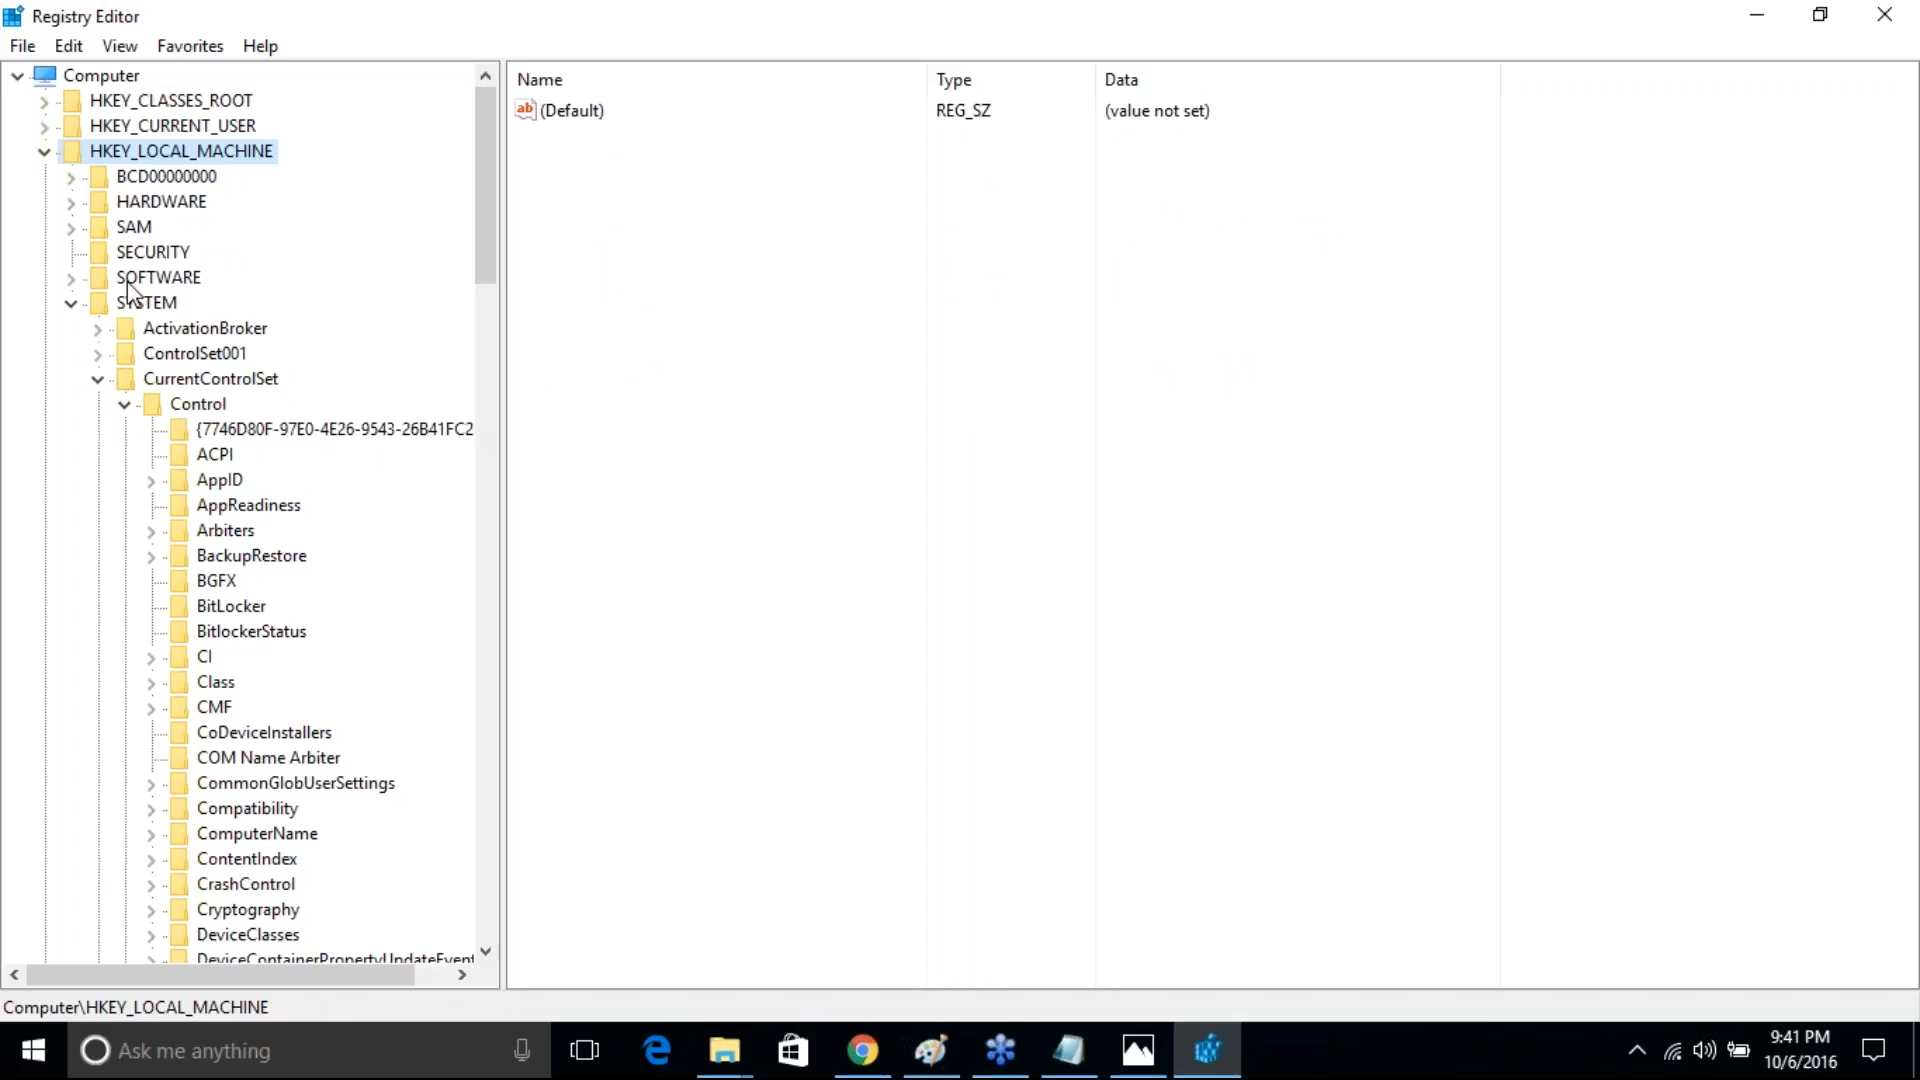 Registry Editor
File Edit View Favorites Help
Computer
HKEY_CLASSES_ROOT
HKEY_CURRENT_USER
HKEY_LOCAL_MACHINE
BCD00000000
HARDWARE
SAM
SECURITY
SOFTWARE
SYSTEM
ActivationBroker
ControlSet001
CurrentControlSet
Control
{7746D80F-97E0-4E26-9543-26B41FC2
ACPI
AppID
AppReadiness
Arbiters
BackupRestore
BGFX
BitLocker
BitlockerStatus
CI
Class
CMF
CoDeviceInstallers
COM Name Arbiter
CommonGlobUserSettings
Compatibility
ComputerName
ContentIndex
CrashControl
Cryptography
DeviceClasses
DeviceContainerPropertyUpdateEvent
Name Type Data
ab (Default) REG_SZ (value not set)
Computer\HKEY_LOCAL_MACHINE
Ask me anything
9:41 PM
10/6/2016